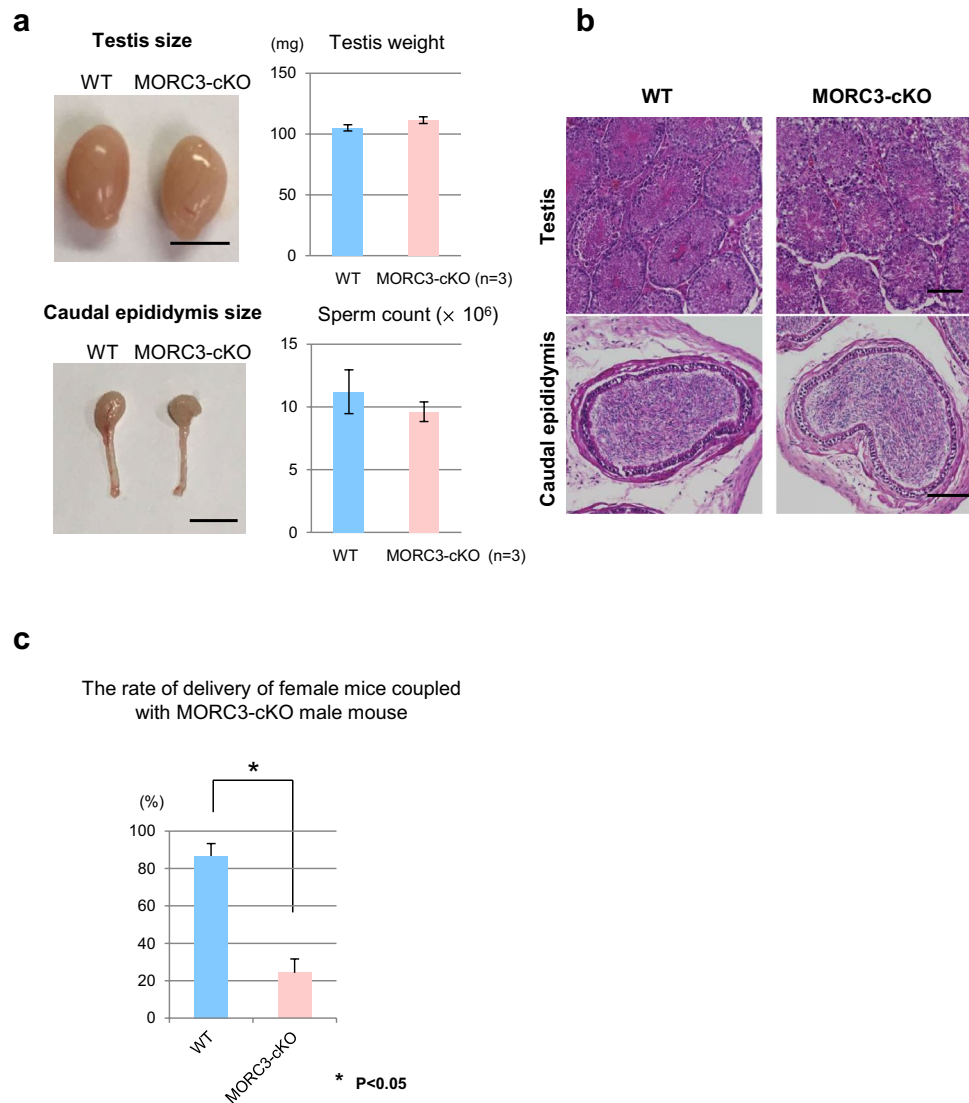 a
Testis size
WT MORC3-cKO
(mg) Testis weight
150
100
50
0
WT MORC3-cKO (n=3)
Caudal epididymis size
WT MORC3-cKO
Sperm count (× 10⁶)
15
10
5
0
WT MORC3-cKO (n=3)
b
WT MORC3-cKO
Testis
Caudal epididymis
c
The rate of delivery of female mice coupled
with MORC3-cKO male mouse
*
(%)
100
80
60
40
20
0
WT
MORC3-cKO
* P<0.05